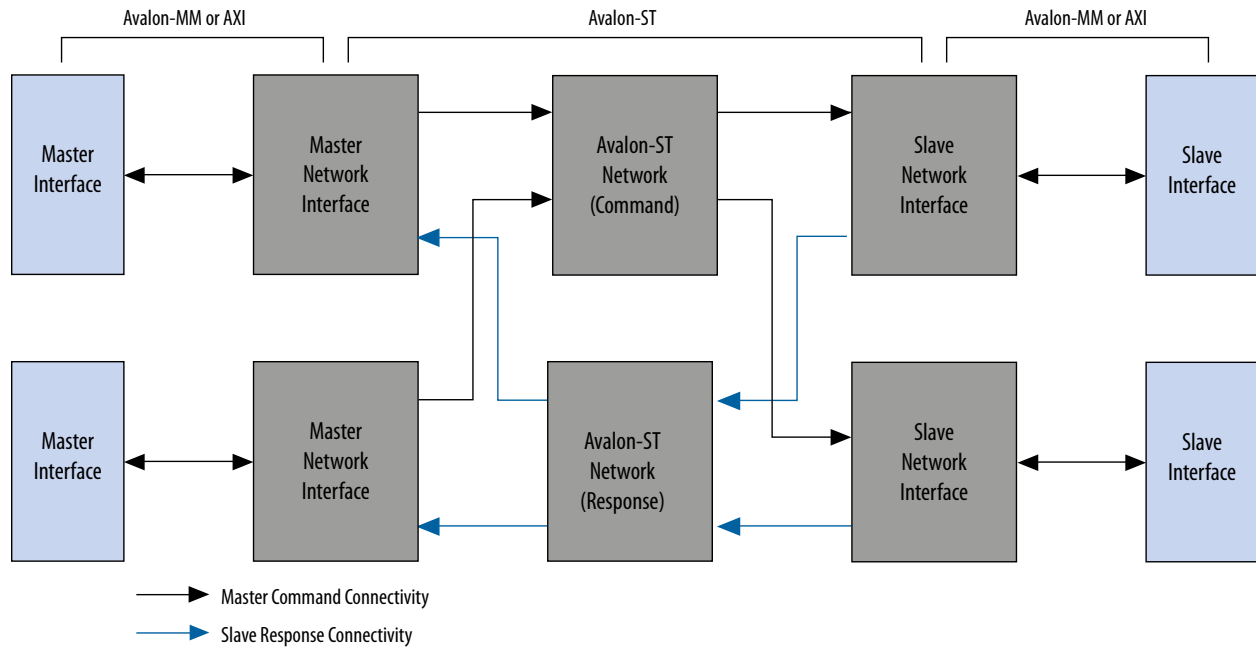 Avalon-MM or AXI
Avalon-ST
Avalon-MM or AXI
Master
Interface
Master
Network
Interface
Avalon-ST
Network
(Command)
Slave
Network
Interface
Slave
Interface
Master
Interface
Master
Network
Interface
Avalon-ST
Network
(Response)
Slave
Network
Interface
Slave
Interface
Master Command Connectivity
Slave Response Connectivity